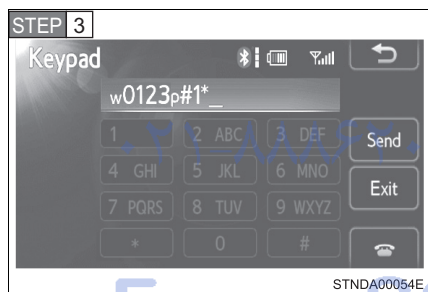 STEP 3
Keypad
w0123p#1*_
1 2 ABC 3 DEF
Send
4 GHI 5 JKL 6 MNO
Exit
7 PQRS 8 TUV 9 WXYZ
* 0 #
STNDA00054E